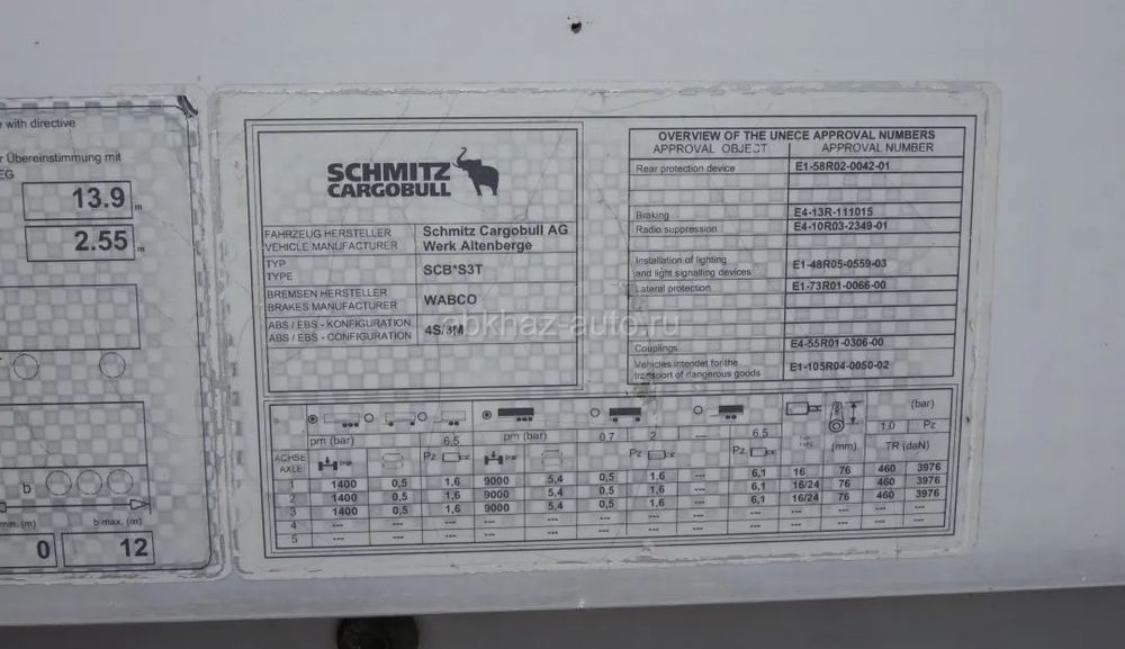 with directive
Übereinstimmung mit
EG
13.9 m
2.55 m
b
min. (m) b max. (m)
0 12
SCHMITZ
CARGOBULL
FAHRZEUG HERSTELLER
VEHICLE MANUFACTURER
Schmitz Cargobull AG
Werk Altenberge
TYP
TYPE
SCB*S3T
BREMSEN HERSTELLER
BRAKES MANUFACTURER
WABCO
ABS / EBS - KONFIGURATION
ABS / EBS - CONFIGURATION
4S/3M
OVERVIEW OF THE UNECE APPROVAL NUMBERS
APPROVAL OBJECT APPROVAL NUMBER
Rear protection device E1-58R02-0042-01
Braking E4-13R-111015
Radio suppression E4-10R03-2349-01
Installation of lighting
and light signalling devices E1-48R05-0559-03
Lateral protection E1-73R01-0066-00
Couplings E4-55R01-0306-00
Vehicles intendet for the
transport of dangerous goods E1-105R04-0050-02
abkhaz-auto.ru
(bar)
1.0 Pz
pm (bar) 6.5 pm (bar) 0.7 2 --- 6.5 (mm) TR (daN)
ACHSE
AXLE
Pz Pz Pz
1 1400 0,5 1,6 9000 5,4 0,5 1,6 --- 6,1 16 76 460 3976
2 1400 0,5 1,6 9000 5,4 0,5 1,6 --- 6,1 16/24 76 460 3976
3 1400 0,5 1,6 9000 5,4 0,5 1,6 --- 6,1 16/24 76 460 3976
4 --- --- --- --- --- --- --- --- --- --- --- --- ---
5 --- --- --- --- --- --- --- --- --- --- --- --- ---